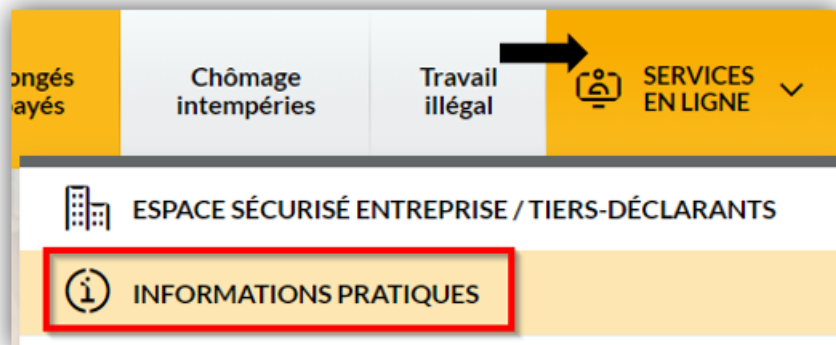 ongés
ayés
Chômage
intempéries
Travail
illégal
SERVICES
EN LIGNE
ESPACE SÉCURISÉ ENTREPRISE / TIERS-DÉCLARANTS
INFORMATIONS PRATIQUES